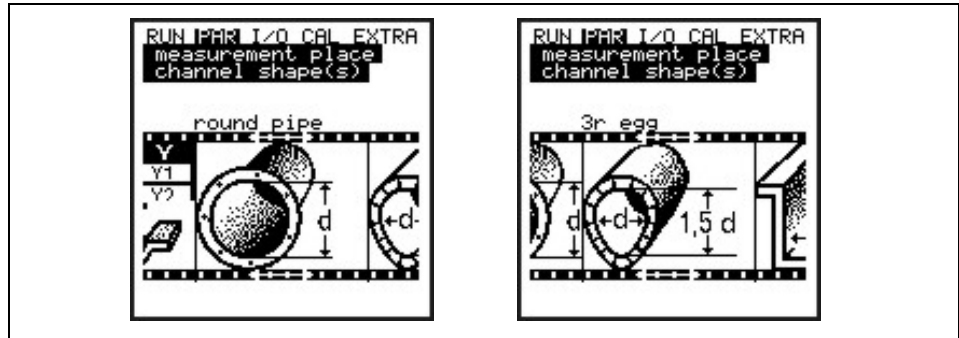 RUN PAR I/O CAL EXTRA
measurement place
channel shape(s)
round pipe
Y
Y1
Y2
d
d
RUN PAR I/O CAL EXTRA
measurement place
channel shape(s)
3r egg
d
d
1,5 d